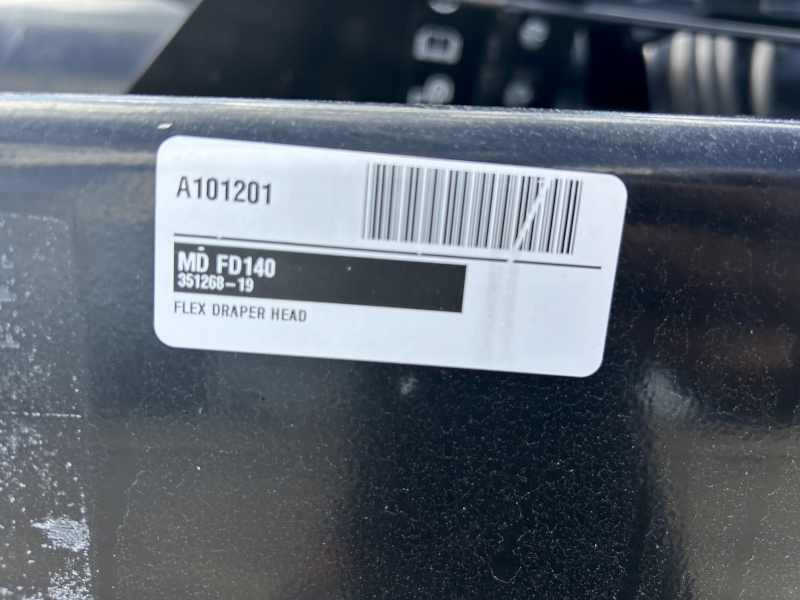 A101201
MD FD140
351268-19
FLEX DRAPER HEAD